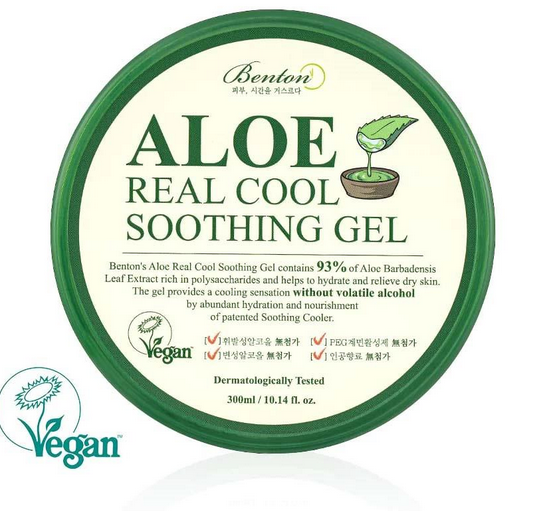 Benton
피부, 시간을 거스르다
ALOE
REAL COOL
SOOTHING GEL
Benton's Aloe Real Cool Soothing Gel contains 93% of Aloe Barbadensis
Leaf Extract rich in polysaccharides and helps to hydrate and relieve dry skin.
The gel provides a cooling sensation without volatile alcohol
by abundant hydration and nourishment
of patented Soothing Cooler.
Vegan™
휘발성알코올 無첨가 PEG계면활성제 無첨가
변성알코올 無첨가 인공향료 無첨가
Dermatologically Tested
300ml / 10.14 fl. oz.
Vegan™